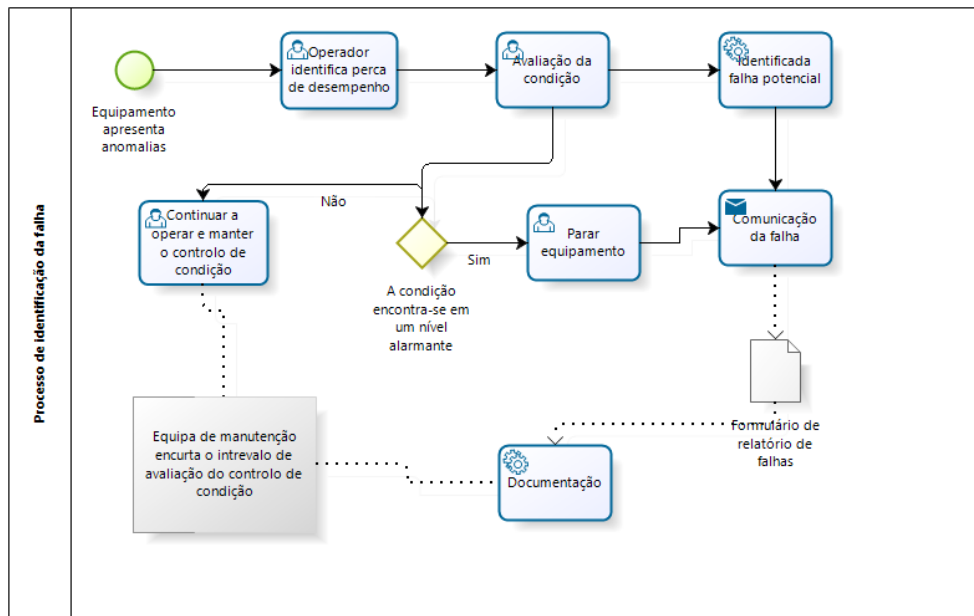 Processo de identificação da falha
Operador
identifica perca
de desempenho
Avaliação da
condição
Identificada
falha potencial
Equipamento
apresenta
anomalias
Não
Continuar a
operar e manter
o controlo de
condição
Sim
Parar
equipamento
Comunicação
da falha
A condição
encontra-se em
um nível
alarmante
Equipa de manutenção
encurta o intrevalo de
avaliação do controlo de
condição
Documentação
Formulário de
relatório de
falhas